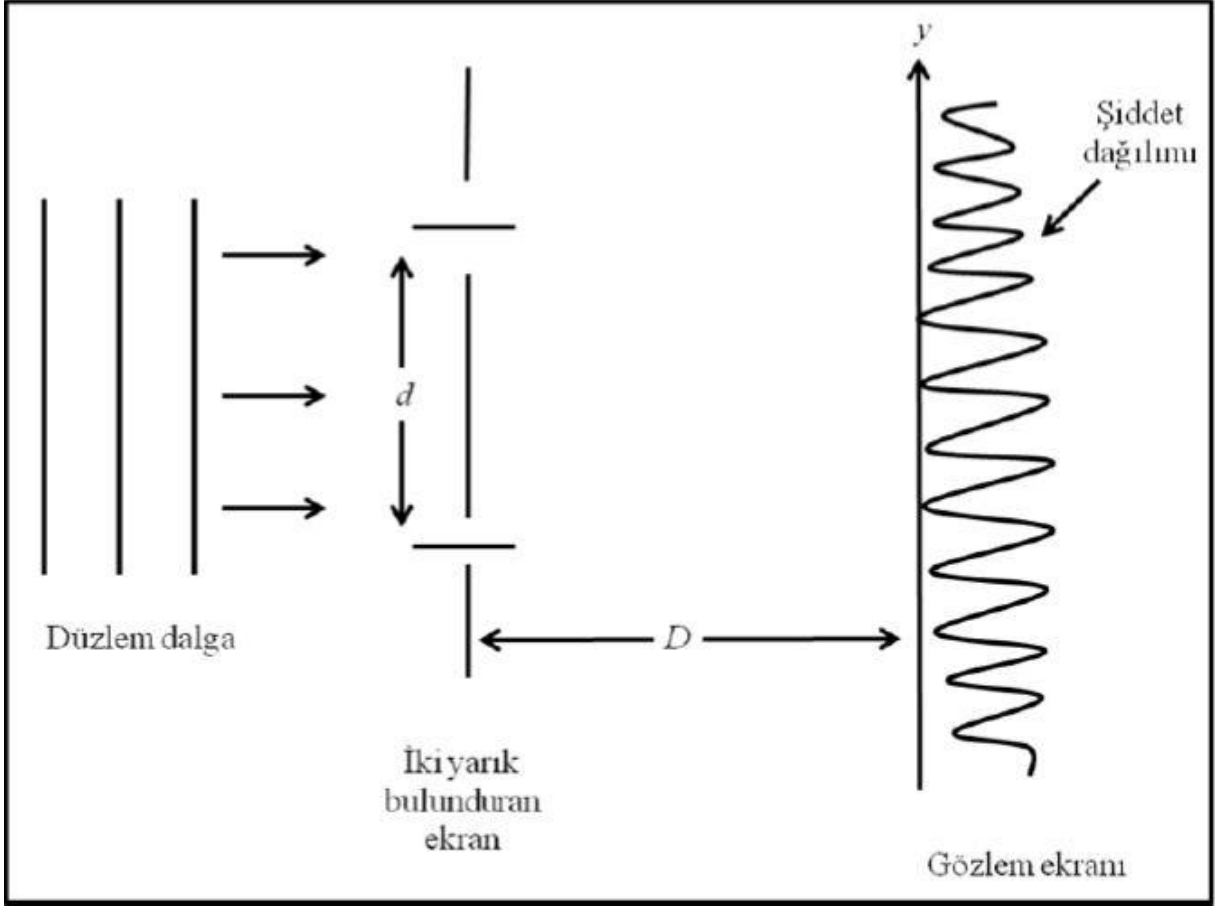 y
Şiddet
dağılımı
d
Düzlem dalga
D
İki yarık
bulunduran
ekran
Gözlem ekranı